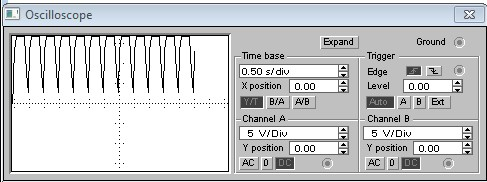 Oscilloscope
Expand
Ground
Time base
0.50 s/div
X position 0.00
Y/T B/A A/B
Trigger
Edge
Level 0.00
Auto A B Ext
Channel A
5 V/Div
Y position 0.00
AC 0 DC
Channel B
5 V/Div
Y position 0.00
AC 0 DC